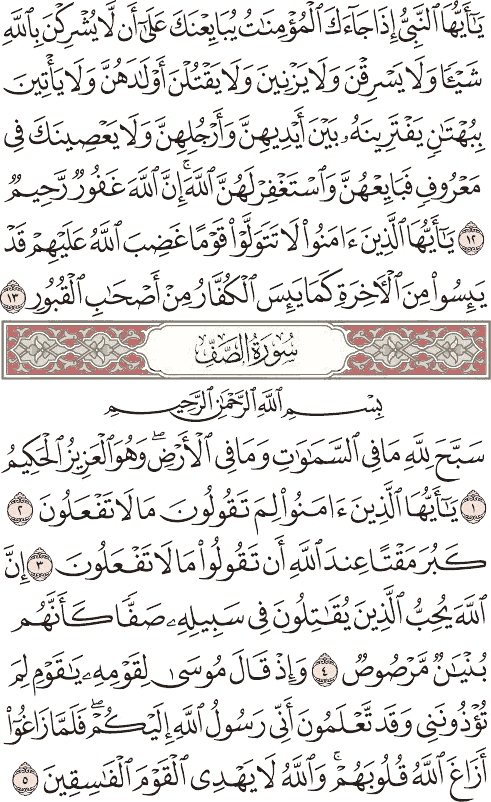 يَـٰٓأَيُّهَا ٱلنَّبِىُّ إِذَا جَآءَكَ ٱلْمُؤْمِنَـٰتُ يُبَايِعْنَكَ عَلَىٰٓ أَن لَّا يُشْرِكْنَ بِٱللَّهِ
شَيْـًٔا وَلَا يَسْرِقْنَ وَلَا يَزْنِينَ وَلَا يَقْتُلْنَ أَوْلَـٰدَهُنَّ وَلَا يَأْتِينَ
بِبُهْتَـٰنٍ يَفْتَرِينَهُۥ بَيْنَ أَيْدِيهِنَّ وَأَرْجُلِهِنَّ وَلَا يَعْصِينَكَ فِى
مَعْرُوفٍ فَبَايِعْهُنَّ وَٱسْتَغْفِرْ لَهُنَّ ٱللَّهَ ۖ إِنَّ ٱللَّهَ غَفُورٌ رَّحِيمٌ
١٢ يَـٰٓأَيُّهَا ٱلَّذِينَ ءَامَنُوا۟ لَا تَتَوَلَّوْا۟ قَوْمًا غَضِبَ ٱللَّهُ عَلَيْهِمْ قَدْ
يَئِسُوا۟ مِنَ ٱلْـَٔاخِرَةِ كَمَا يَئِسَ ٱلْكُفَّارُ مِنْ أَصْحَـٰبِ ٱلْقُبُورِ ١٣
سُورَةُ الصَّفِّ
بِسْمِ ٱللَّهِ ٱلرَّحْمَـٰنِ ٱلرَّحِيمِ
سَبَّحَ لِلَّهِ مَا فِى ٱلسَّمَـٰوَٰتِ وَمَا فِى ٱلْأَرْضِ ۖ وَهُوَ ٱلْعَزِيزُ ٱلْحَكِيمُ
١ يَـٰٓأَيُّهَا ٱلَّذِينَ ءَامَنُوا۟ لِمَ تَقُولُونَ مَا لَا تَفْعَلُونَ ٢
كَبُرَ مَقْتًا عِندَ ٱللَّهِ أَن تَقُولُوا۟ مَا لَا تَفْعَلُونَ ٣ إِنَّ
ٱللَّهَ يُحِبُّ ٱلَّذِينَ يُقَـٰتِلُونَ فِى سَبِيلِهِۦ صَفًّا كَأَنَّهُم
بُنْيَـٰنٌ مَّرْصُوصٌ ٤ وَإِذْ قَالَ مُوسَىٰ لِقَوْمِهِۦ يَـٰقَوْمِ لِمَ
تُؤْذُونَنِى وَقَد تَّعْلَمُونَ أَنِّى رَسُولُ ٱللَّهِ إِلَيْكُمْ ۖ فَلَمَّا زَاغُوٓا۟
أَزَاغَ ٱللَّهُ قُلُوبَهُمْ ۚ وَٱللَّهُ لَا يَهْدِى ٱلْقَوْمَ ٱلْفَـٰسِقِينَ ٥